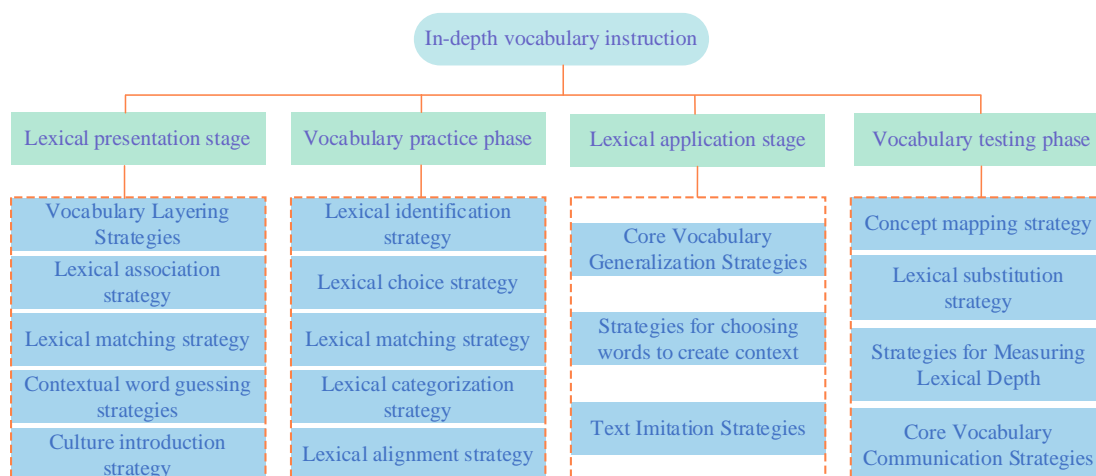 In-depth vocabulary instruction
Lexical presentation stage
Vocabulary practice phase
Lexical application stage
Vocabulary testing phase
Vocabulary Layering
Strategies
Lexical association
strategy
Lexical matching strategy
Contextual word guessing
strategies
Culture introduction
strategy
Lexical identification
strategy
Lexical choice strategy
Lexical matching strategy
Lexical categorization
strategy
Lexical alignment strategy
Core Vocabulary
Generalization Strategies
Strategies for choosing
words to create context
Text Imitation Strategies
Concept mapping strategy
Lexical substitution
strategy
Strategies for Measuring
Lexical Depth
Core Vocabulary
Communication Strategies